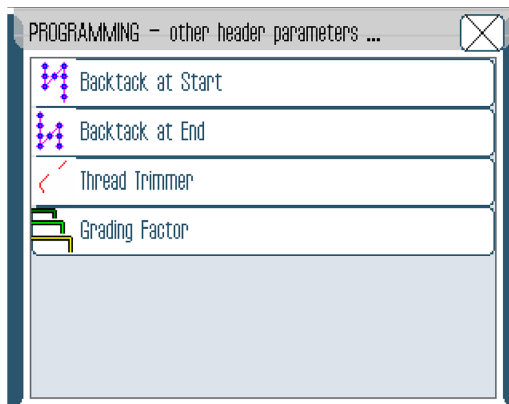 PROGRAMMING - other header parameters ...
Backtack at Start
Backtack at End
Thread Trimmer
Grading Factor